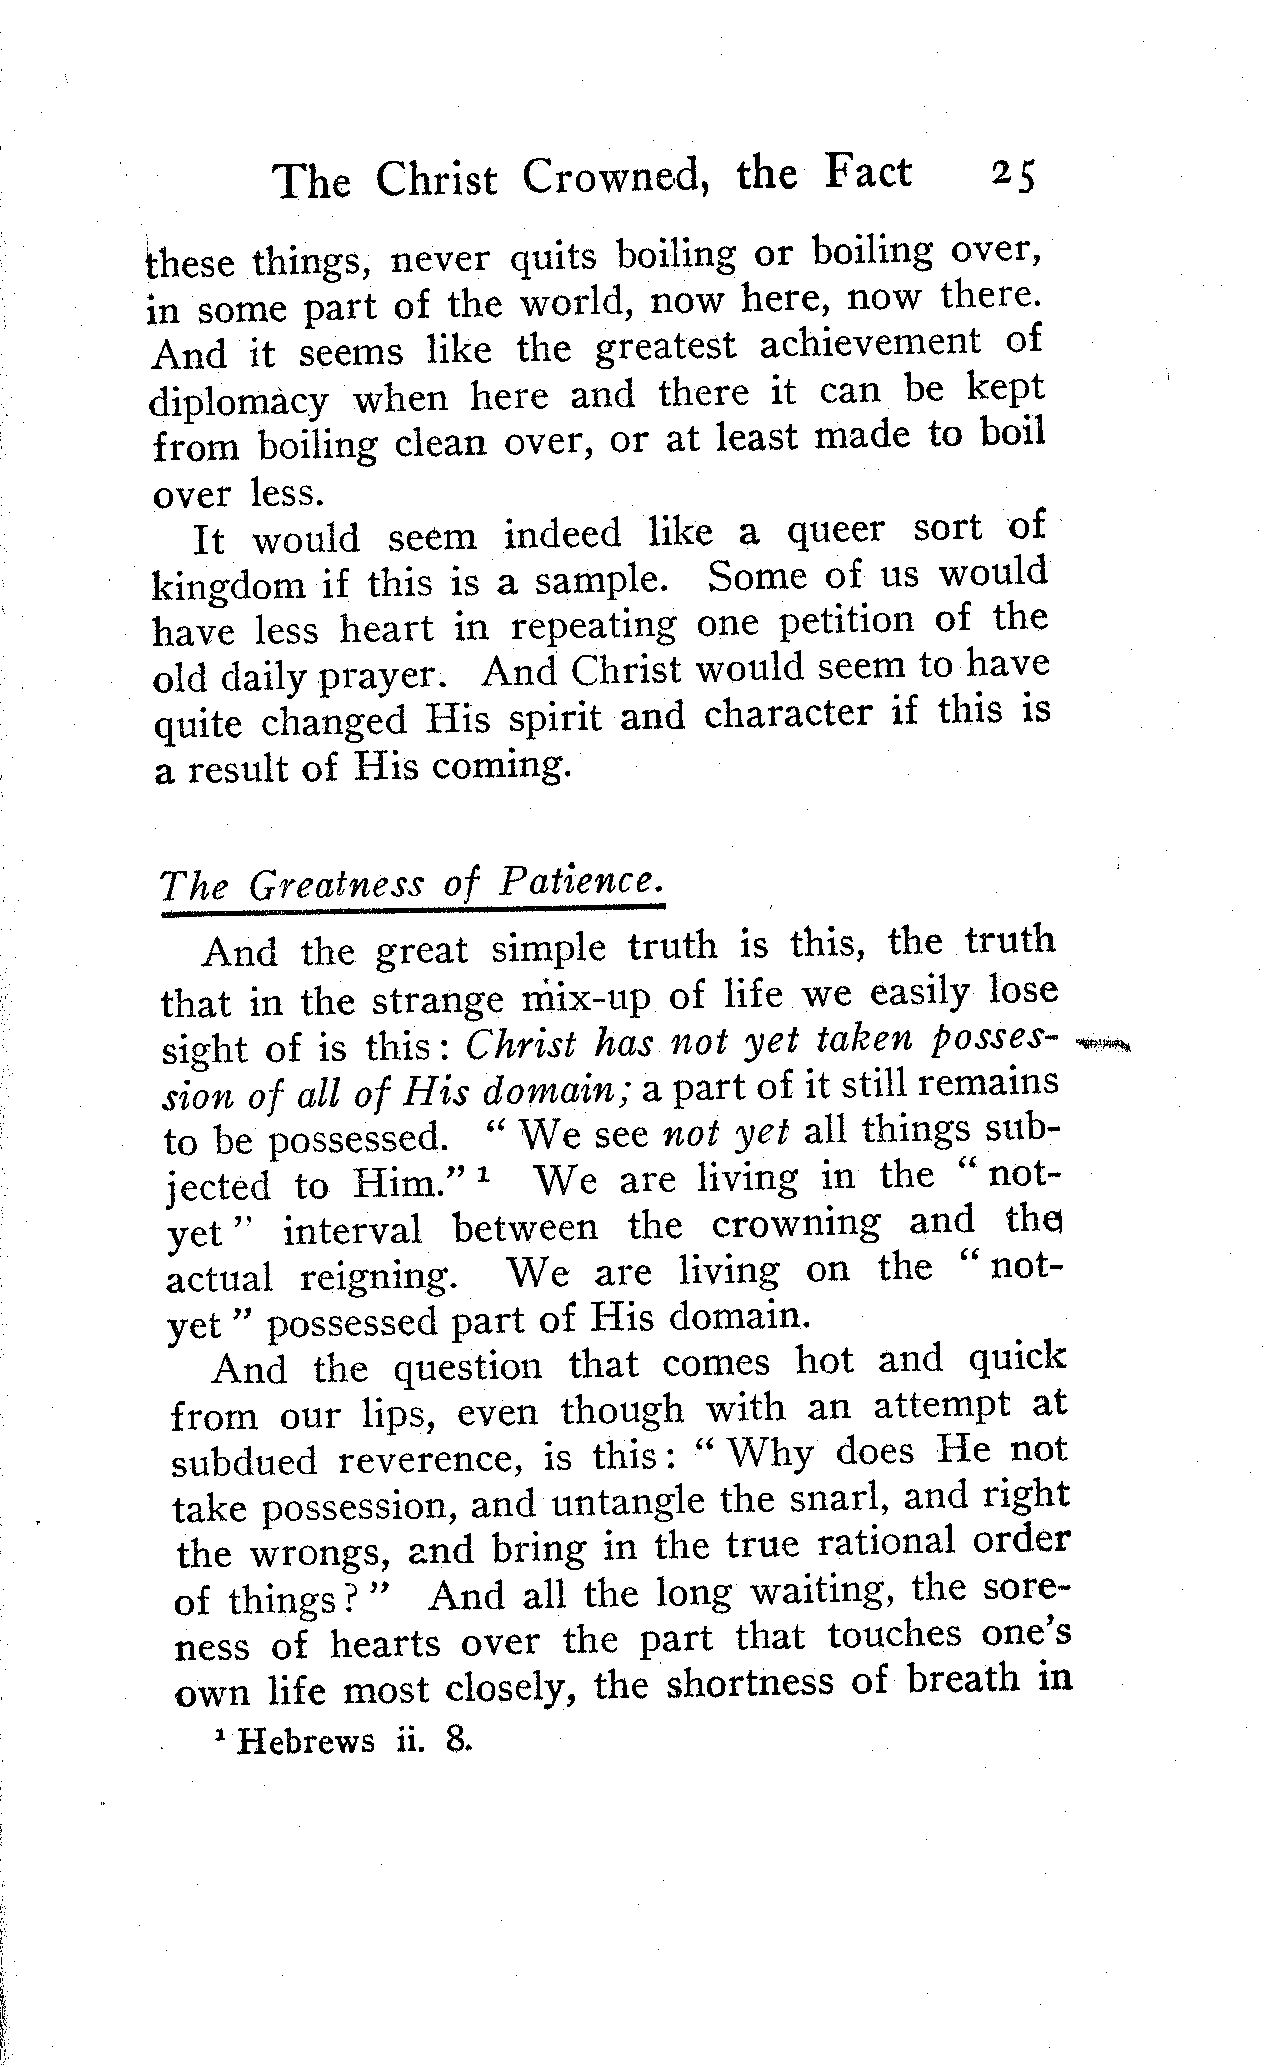 The Christ Crowned, the Fact 25
these things, never quits boiling or boiling over,
in some part of the world, now here, now there.
And it seems like the greatest achievement of
diplomacy when here and there it can be kept
from boiling clean over, or at least made to boil
over less.
It would seem indeed like a queer sort of
kingdom if this is a sample. Some of us would
have less heart in repeating one petition of the
old daily prayer. And Christ would seem to have
quite changed His spirit and character if this is
a result of His coming.
The Greatness of Patience.
And the great simple truth is this, the truth
that in the strange mix-up of life we easily lose
sight of is this: Christ has not yet taken posses-
sion of all of His domain; a part of it still remains
to be possessed. "We see not yet all things sub-
jected to Him." ¹ We are living in the "not-
yet" interval between the crowning and the
actual reigning. We are living on the "not-
yet" possessed part of His domain.
And the question that comes hot and quick
from our lips, even though with an attempt at
subdued reverence, is this: "Why does He not
take possession, and untangle the snarl, and right
the wrongs, and bring in the true rational order
of things?" And all the long waiting, the sore-
ness of hearts over the part that touches one's
own life most closely, the shortness of breath in
¹ Hebrews ii. 8.